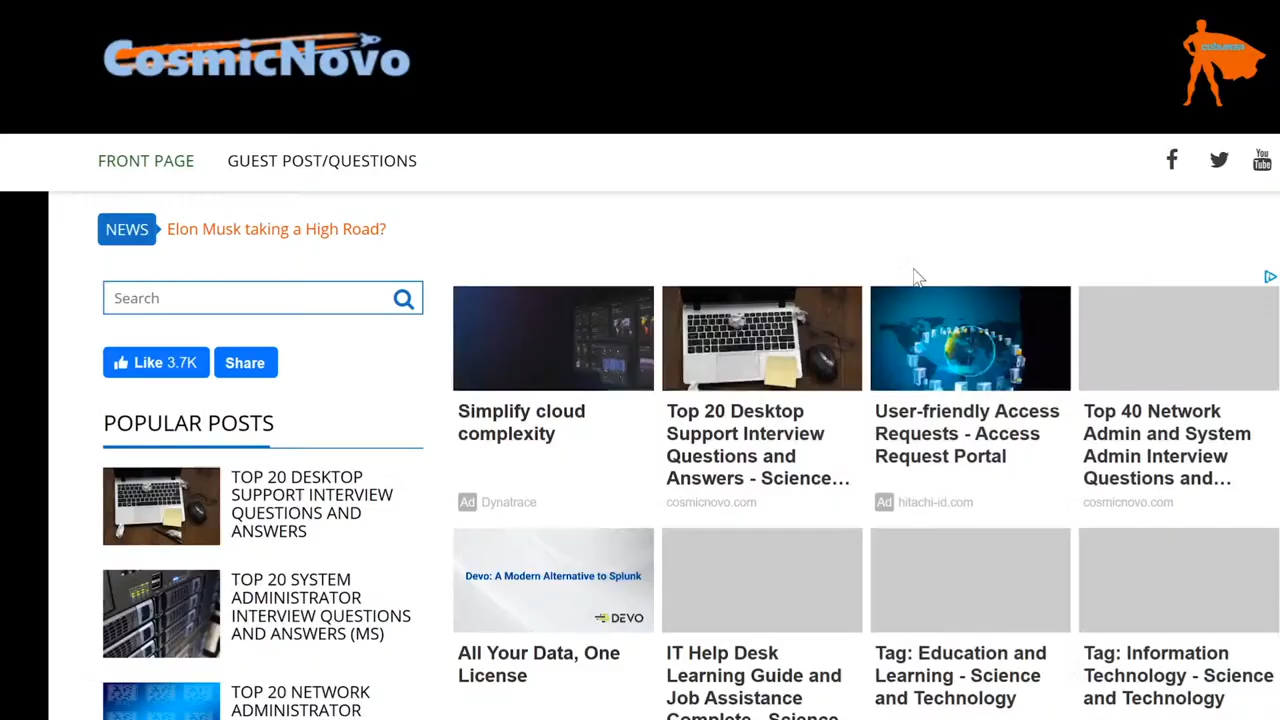 CosmicNovo
FRONT PAGE
GUEST POST/QUESTIONS
You
Tube
NEWS
Elon Musk taking a High Road?
Search
Like 3.7K
Share
POPULAR POSTS
TOP 20 DESKTOP
SUPPORT INTERVIEW
QUESTIONS AND
ANSWERS
TOP 20 SYSTEM
ADMINISTRATOR
INTERVIEW QUESTIONS
AND ANSWERS (MS)
TOP 20 NETWORK
ADMINISTRATOR
Simplify cloud
complexity
Ad Dynatrace
Top 20 Desktop
Support Interview
Questions and
Answers - Science...
cosmicnovo.com
User-friendly Access
Requests - Access
Request Portal
Ad hitachi-id.com
Top 40 Network
Admin and System
Admin Interview
Questions and...
cosmicnovo.com
Devo: A Modern Alternative to Splunk
DEVO
All Your Data, One
License
IT Help Desk
Learning Guide and
Job Assistance
Complete - Science
Tag: Education and
Learning - Science
and Technology
Tag: Information
Technology - Science
and Technology